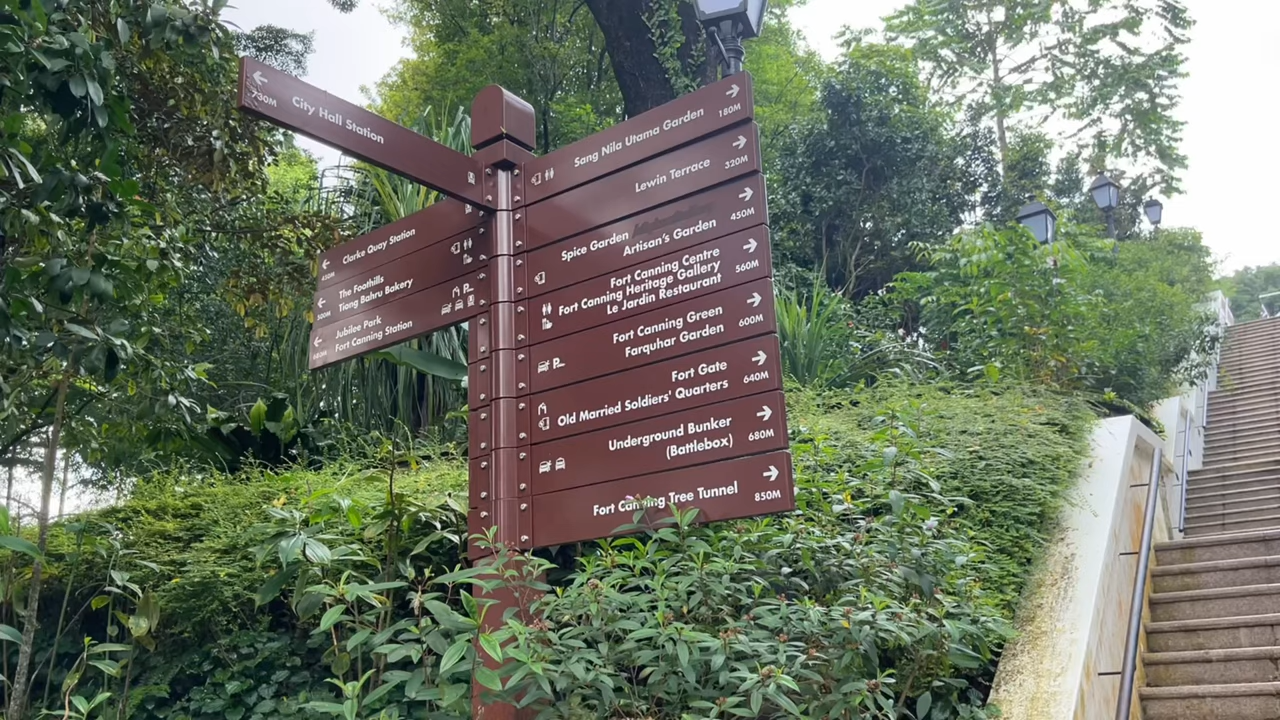 730M
City Hall Station
Clarke Quay Station
450M
The Foothills
Tiong Bahru Bakery
500M
Jubilee Park
Fort Canning Station
Sang Nila Utama Garden
180M
Lewin Terrace
320M
Spice Garden
Artisan's Garden
450M
Fort Canning Centre
Fort Canning Heritage Gallery
Le Jardin Restaurant
560M
Fort Canning Green
Farquhar Garden
600M
Fort Gate
Old Married Soldiers' Quarters
640M
Underground Bunker
(Battlebox)
680M
Fort Canning Tree Tunnel
850M